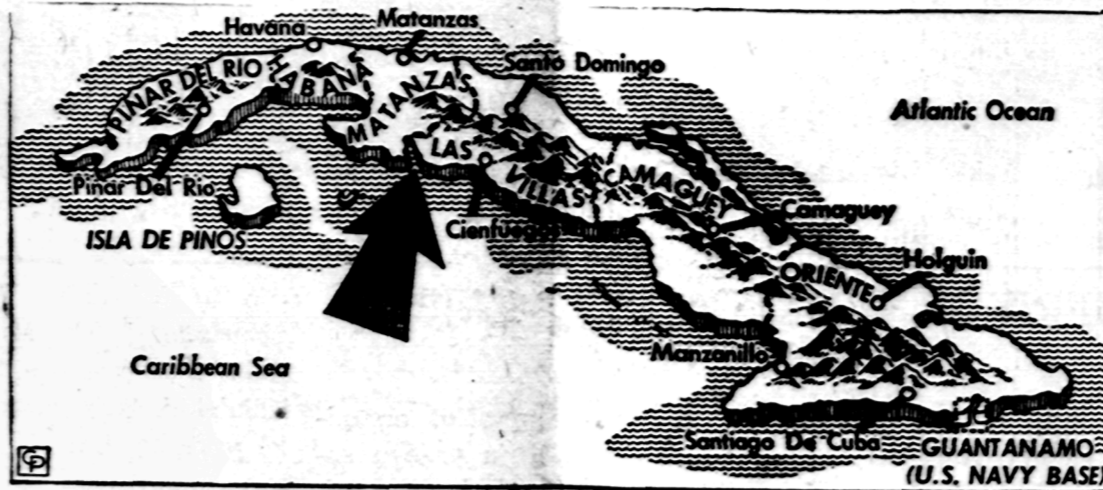 Matanzas
Havana
Santo Domingo
PINAR DEL RIO
HABANA
MATANZAS
Atlantic Ocean
LAS
VILLAS
CAMAGUEY
Pinar Del Rio
Camaguey
ISLA DE PINOS
Cienfuegos
Holguin
ORIENTE
Manzanillo
Caribbean Sea
Santiago De Cuba
GUANTANAMO
(U.S. NAVY BASE)
CP